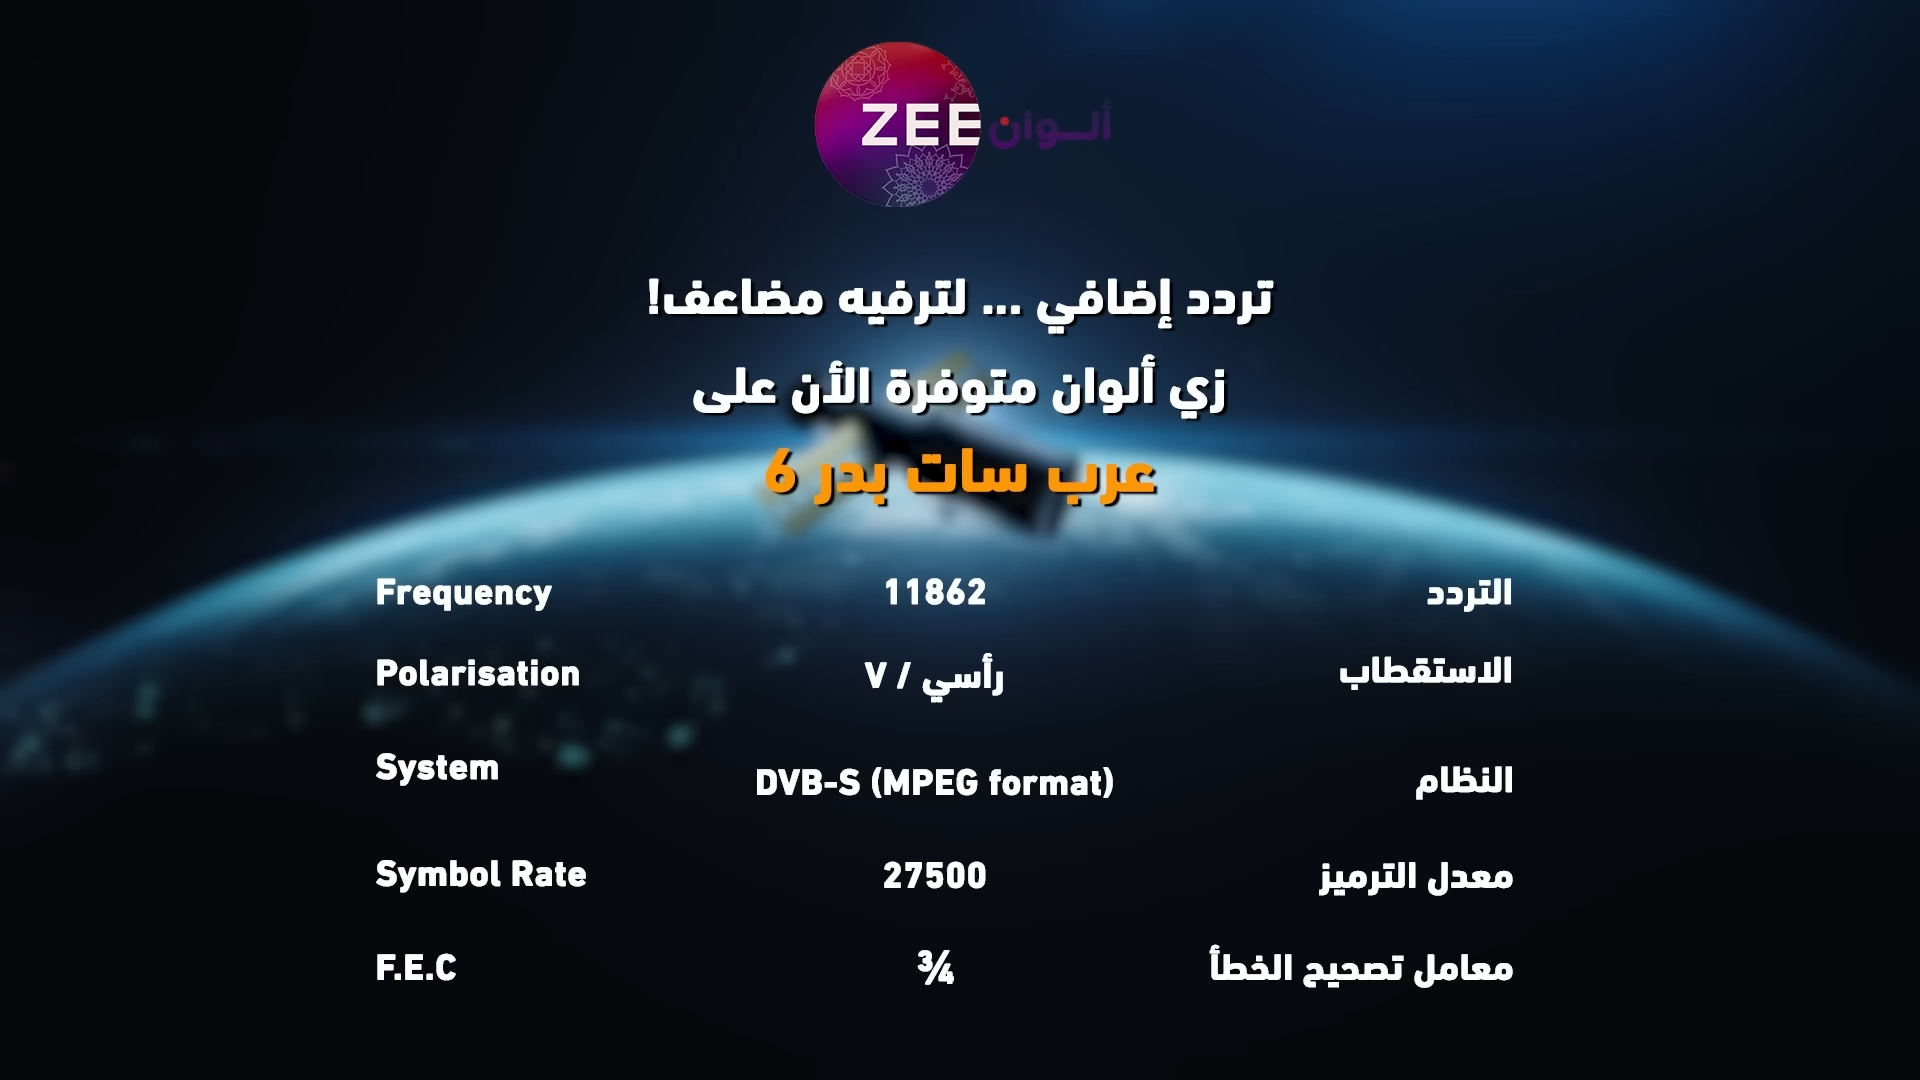 ZEE ألوان
تردد إضافي ... لترفيه مضاعف!
زي ألوان متوفرة الأن على
عرب سات بدر 6
Frequency 11862 التردد
Polarisation رأسي / V الاستقطاب
System DVB-S (MPEG format) النظام
Symbol Rate 27500 معدل الترميز
F.E.C ¾ معامل تصحيح الخطأ